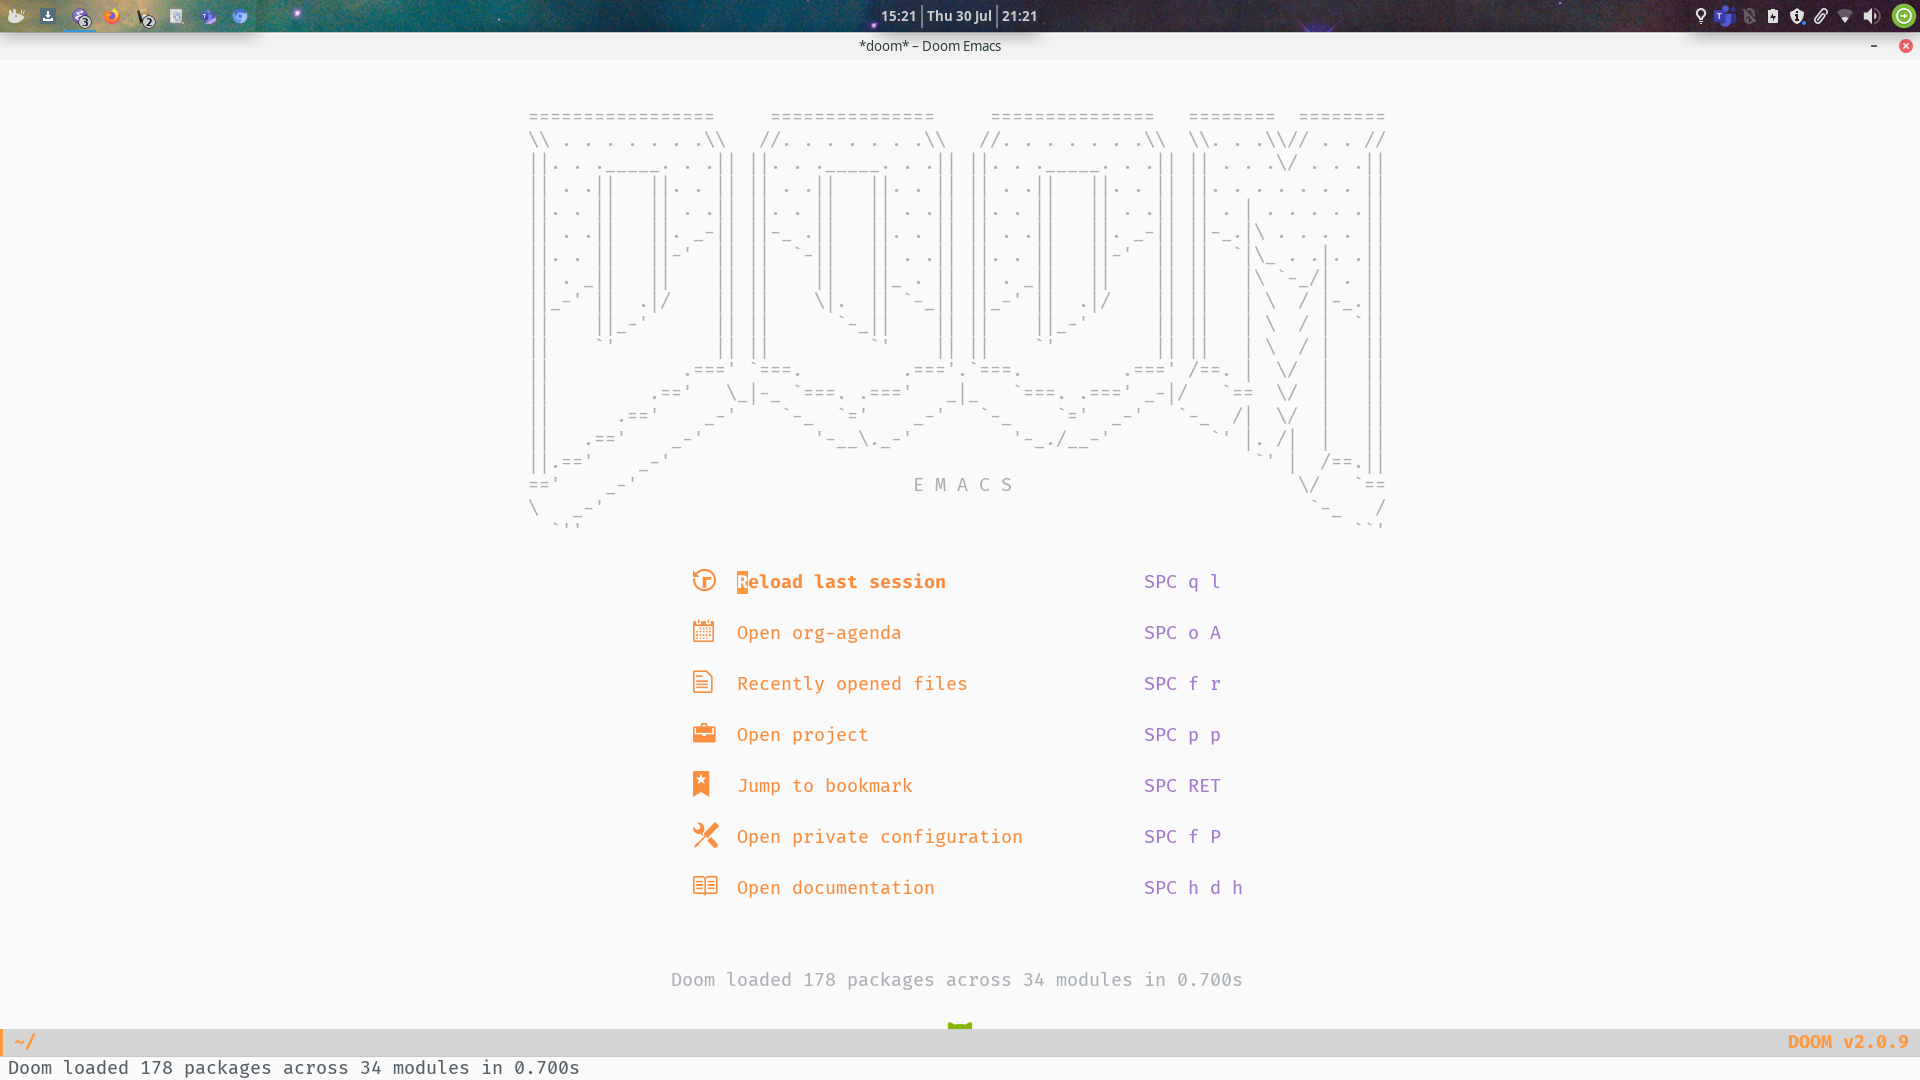 15:21 Thu 30 Jul 21:21
3
2
*doom* – Doom Emacs
E M A C S
Reload last session SPC q l
Open org-agenda SPC o A
Recently opened files SPC f r
Open project SPC p p
Jump to bookmark SPC RET
Open private configuration SPC f P
Open documentation SPC h d h
Doom loaded 178 packages across 34 modules in 0.700s
~/ DOOM v2.0.9
Doom loaded 178 packages across 34 modules in 0.700s